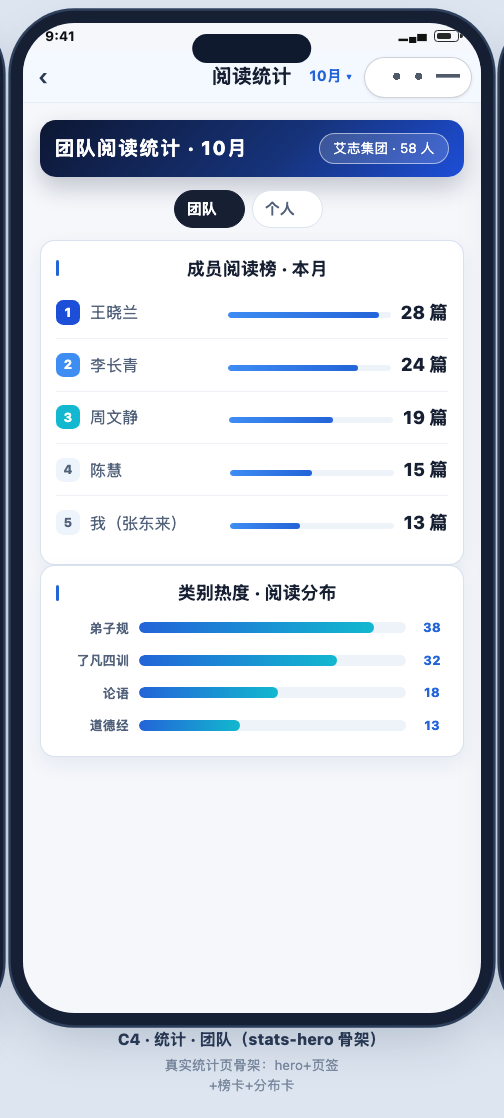 9:41
‹ 阅读统计 10月 ▾
团队阅读统计 · 10月 艾志集团 · 58 人
团队 个人
成员阅读榜 · 本月
1 王晓兰 28 篇
2 李长青 24 篇
3 周文静 19 篇
4 陈慧 15 篇
5 我（张东来） 13 篇
类别热度 · 阅读分布
弟子规 38
了凡四训 32
论语 18
道德经 13
C4 · 统计 · 团队（stats-hero 骨架）
真实统计页骨架：hero+页签
+榜卡+分布卡